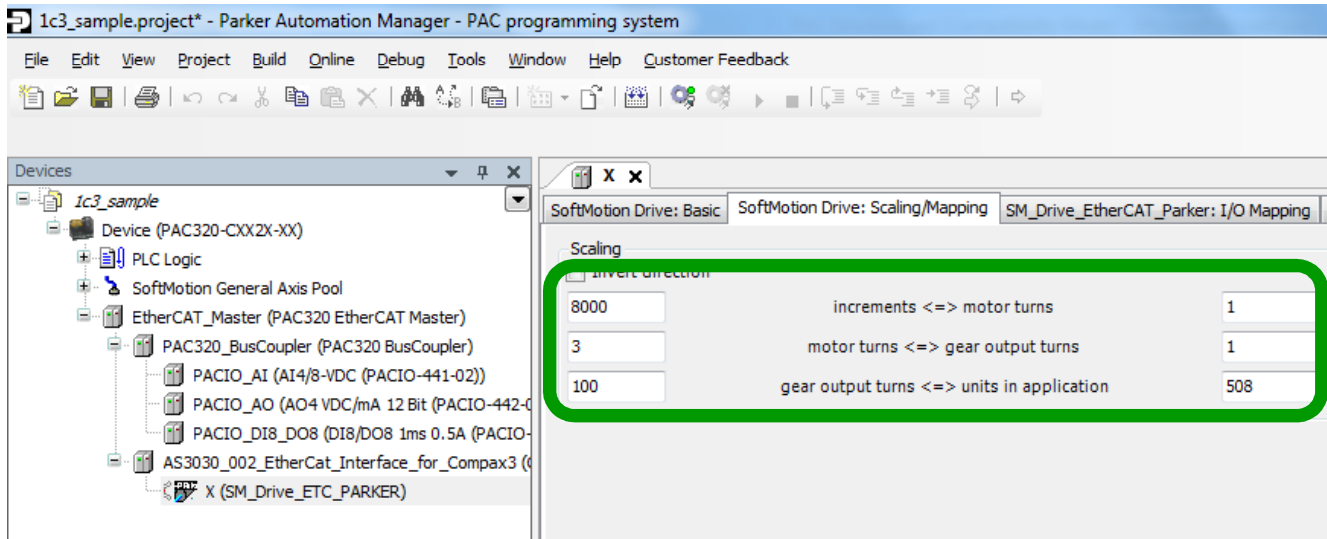 1c3_sample.project* - Parker Automation Manager - PAC programming system
File Edit View Project Build Online Debug Tools Window Help Customer Feedback
Devices
1c3_sample
Device (PAC320-CXX2X-XX)
PLC Logic
SoftMotion General Axis Pool
EtherCAT_Master (PAC320 EtherCAT Master)
PAC320_BusCoupler (PAC320 BusCoupler)
PACIO_AI (AI4/8-VDC (PACIO-441-02))
PACIO_AO (AO4 VDC/mA 12 Bit (PACIO-442-0
PACIO_DI8_DO8 (DI8/DO8 1ms 0.5A (PACIO-
AS3030_002_EtherCat_Interface_for_Compax3 (
X (SM_Drive_ETC_PARKER)
X
SoftMotion Drive: Basic SoftMotion Drive: Scaling/Mapping SM_Drive_EtherCAT_Parker: I/O Mapping
Scaling
Invert direction
8000 increments <=> motor turns 1
3 motor turns <=> gear output turns 1
100 gear output turns <=> units in application 508